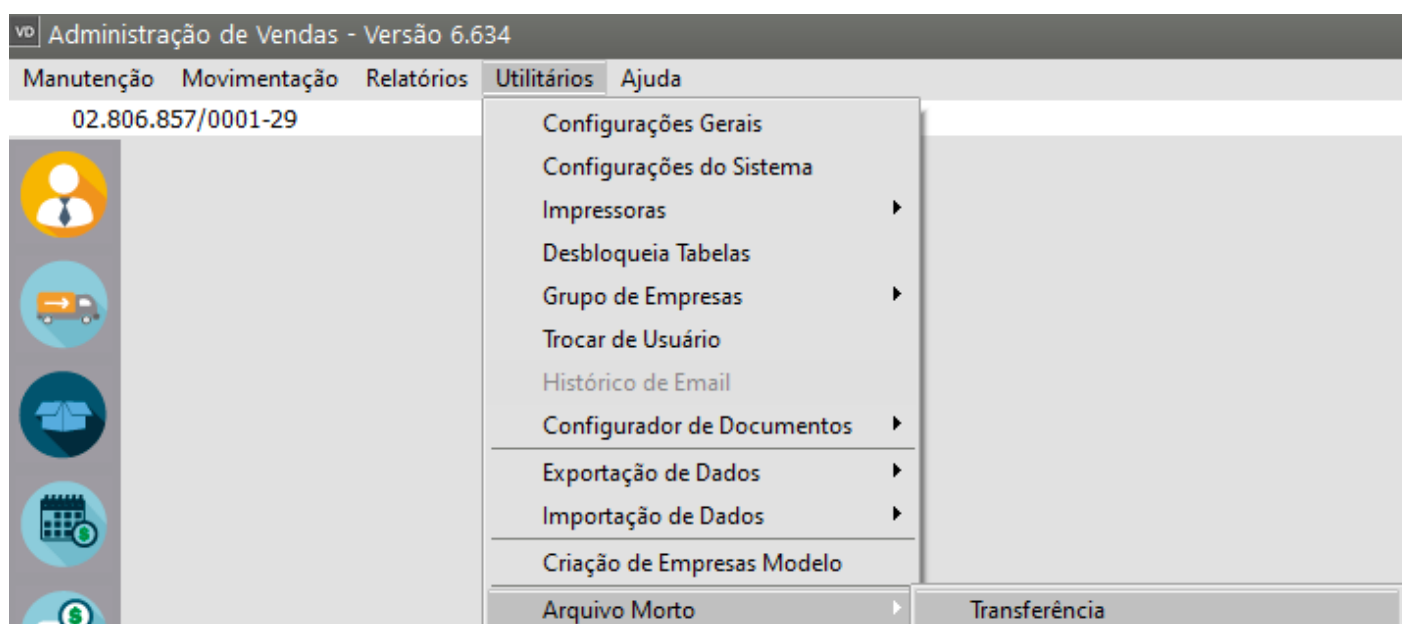 VD Administração de Vendas - Versão 6.634
Manutenção Movimentação Relatórios Utilitários Ajuda
02.806.857/0001-29
Configurações Gerais
Configurações do Sistema
Impressoras
Desbloqueia Tabelas
Grupo de Empresas
Trocar de Usuário
Histórico de Email
Configurador de Documentos
Exportação de Dados
Importação de Dados
Criação de Empresas Modelo
Arquivo Morto Transferência